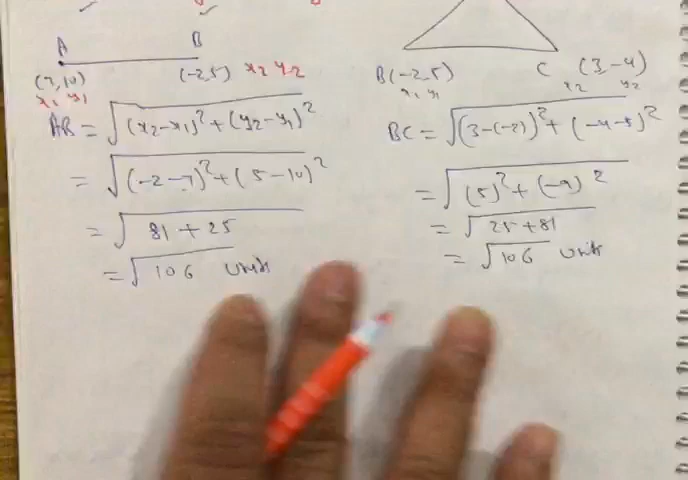 A B
(7,10) (-2,5) x2 y2
x1 y1
AB = √(x2-x1)²+(y2-y1)²
= √(-2-7)²+(5-10)²
= √81+25
= √106 units
B(-2,5) C (3,-4)
x1 y1 x2 y2
BC = √(3-(-2))²+(-4-5)²
= √(5)²+(-9)²
= √25+81
= √106 units